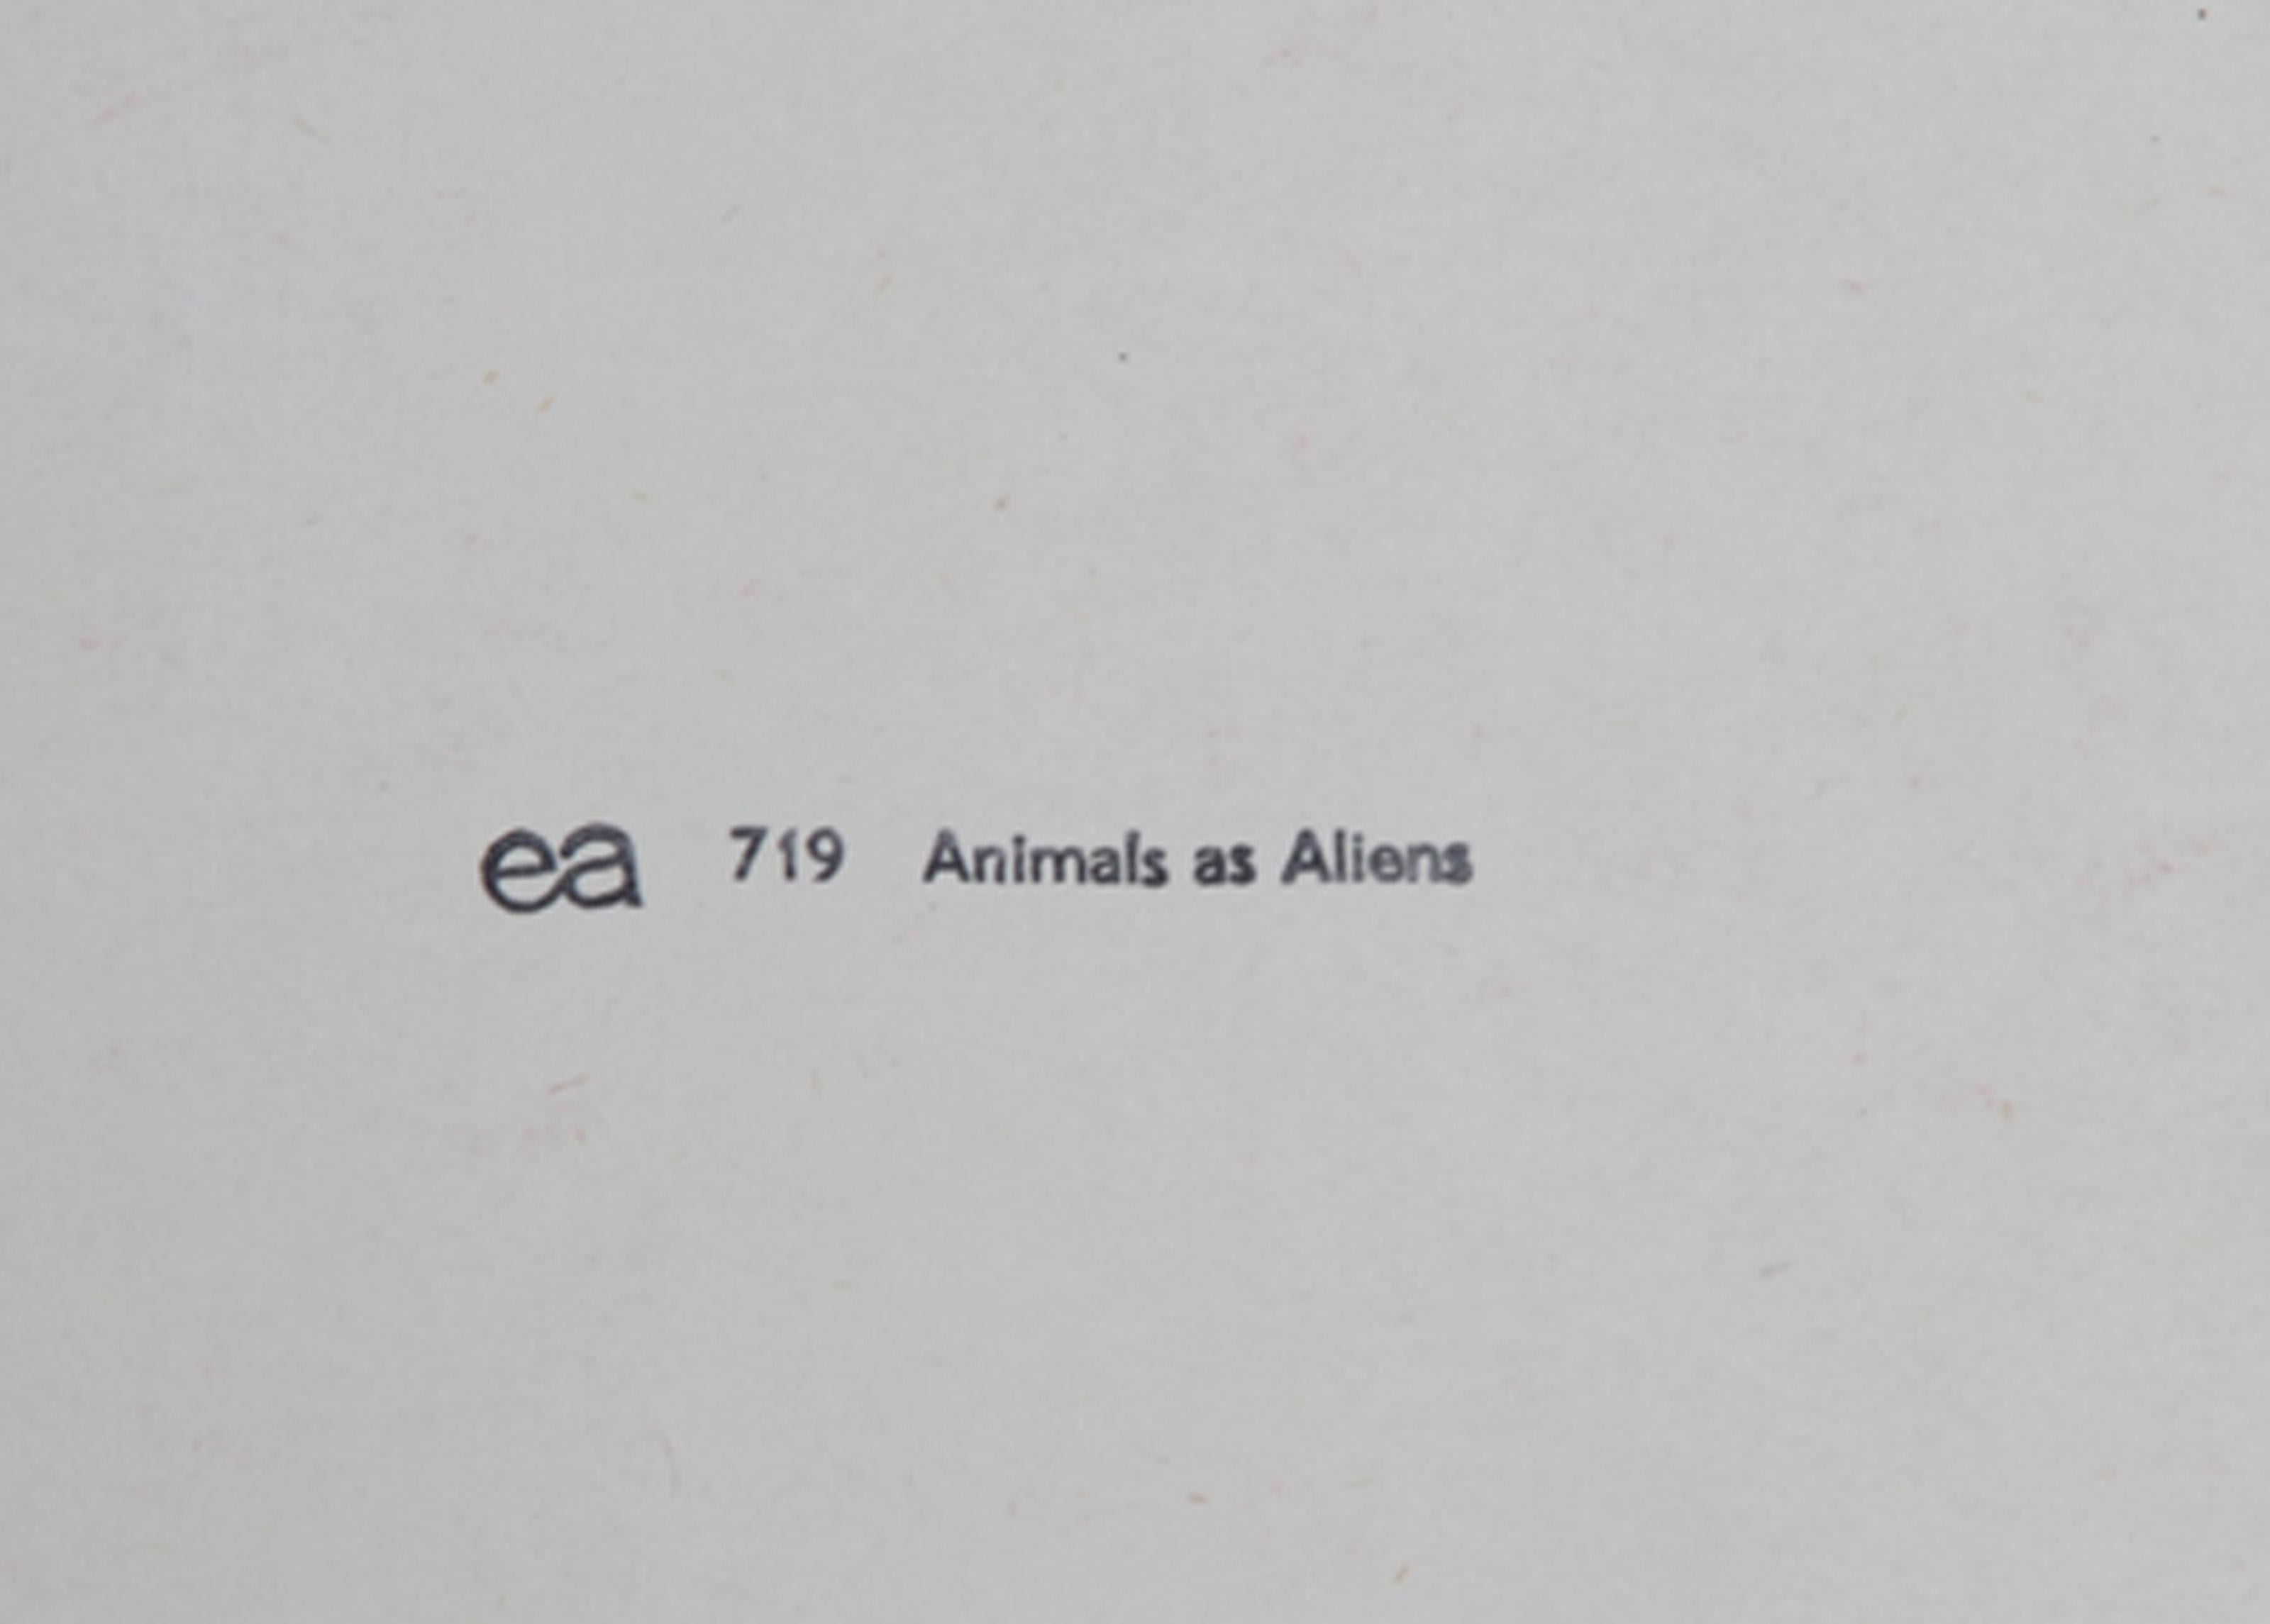 ea 719 Animals as Aliens